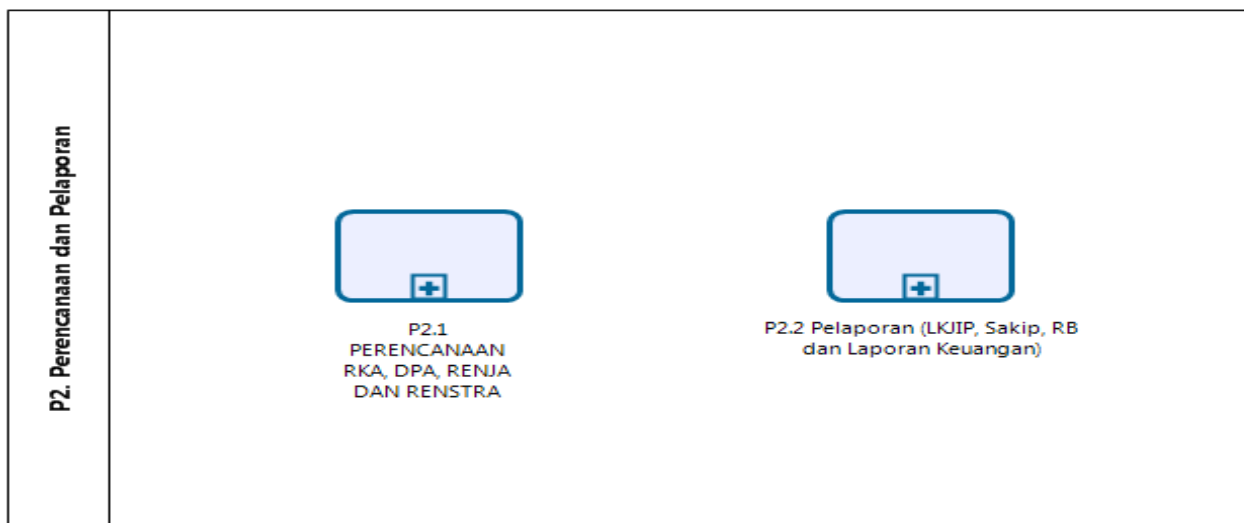 P2. Perencanaan dan Pelaporan
P2.1
PERENCANAAN
RKA, DPA, RENJA
DAN RENSTRA
P2.2 Pelaporan (LKJIP, Sakip, RB
dan Laporan Keuangan)